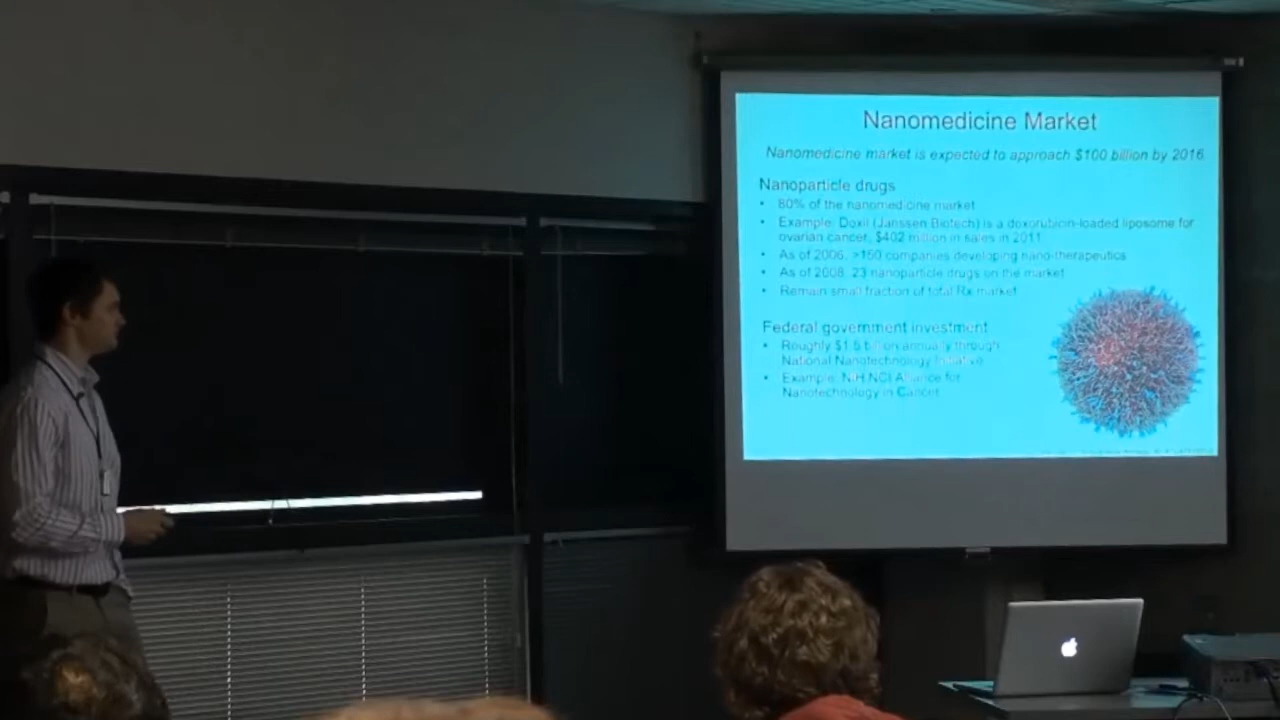 Nanomedicine Market
Nanomedicine market is expected to approach $100 billion by 2016.
Nanoparticle drugs
• 80% of the nanomedicine market
• Example: Doxil (Janssen Biotech) is a doxorubicin-loaded liposome for
ovarian cancer, $402 million in sales in 2011
• As of 2006, >150 companies developing nano-therapeutics
• As of 2008, 23 nanoparticle drugs on the market
• Remain small fraction of total Rx market
Federal government investment
• Roughly $1.5 billion annually through
National Nanotechnology Initiative
• Example: NIH NCI Alliance for
Nanotechnology in Cancer